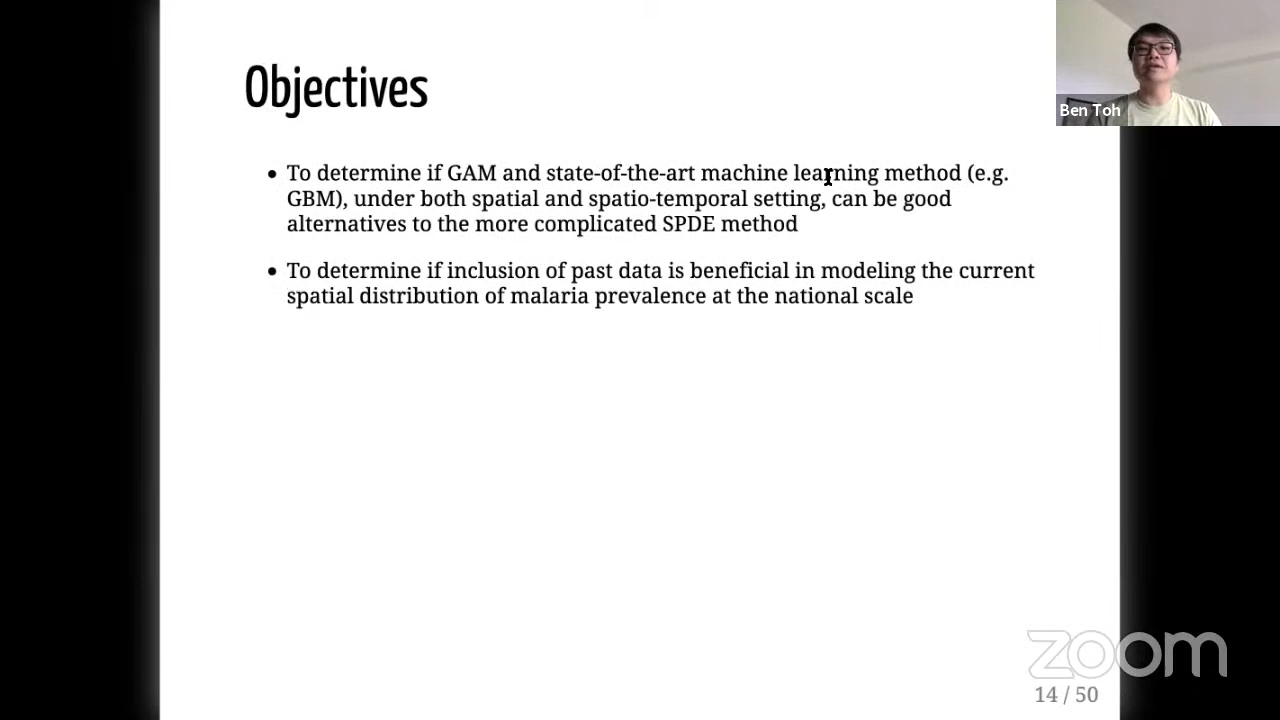 Objectives
• To determine if GAM and state-of-the-art machine learning method (e.g.
GBM), under both spatial and spatio-temporal setting, can be good
alternatives to the more complicated SPDE method
• To determine if inclusion of past data is beneficial in modeling the current
spatial distribution of malaria prevalence at the national scale
Ben Toh
zoom
14 / 50